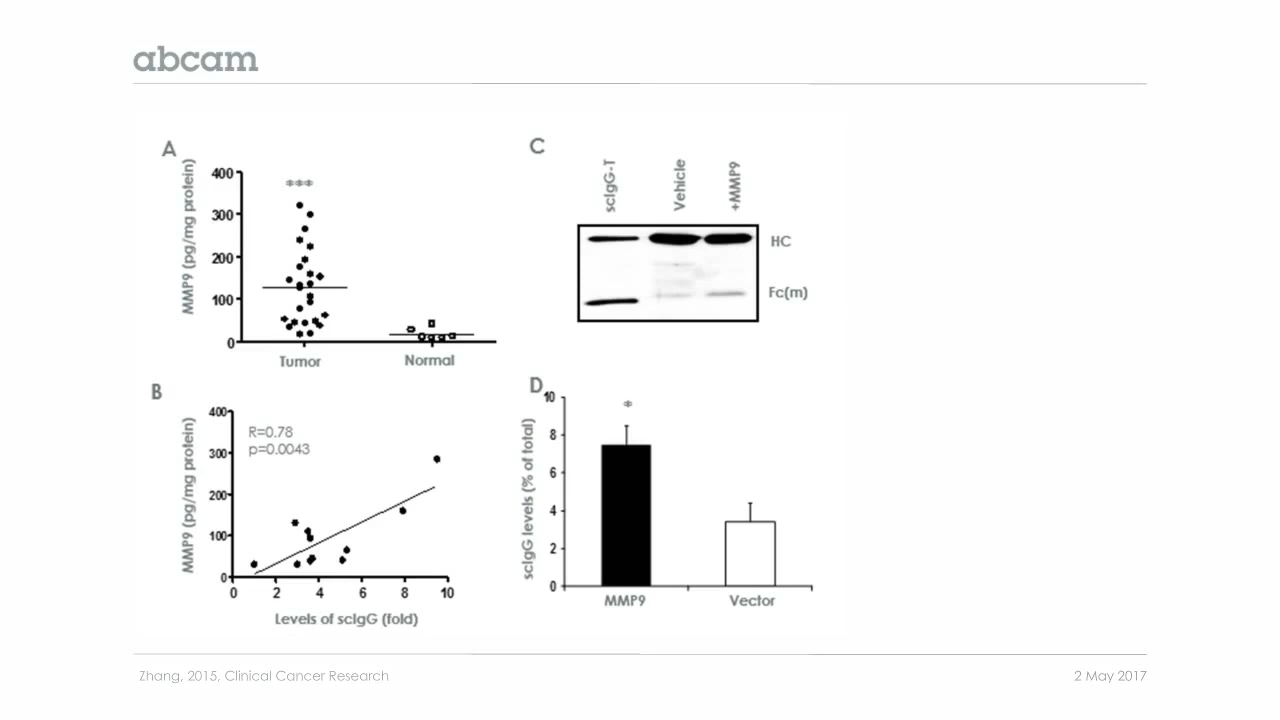 abcam
A
MMP9 (pg/mg protein)
400
300
200
100
0
***
Tumor
Normal
B
MMP9 (pg/mg protein)
400
300
200
100
0
R=0.78
p=0.0043
0 2 4 6 8 10
Levels of scIgG (fold)
C
scIgG-T
Vehicle
+MMP9
HC
Fc(m)
D
scIgG levels (% of total)
10
8
6
4
2
0
*
MMP9
Vector
Zhang, 2015, Clinical Cancer Research
2 May 2017